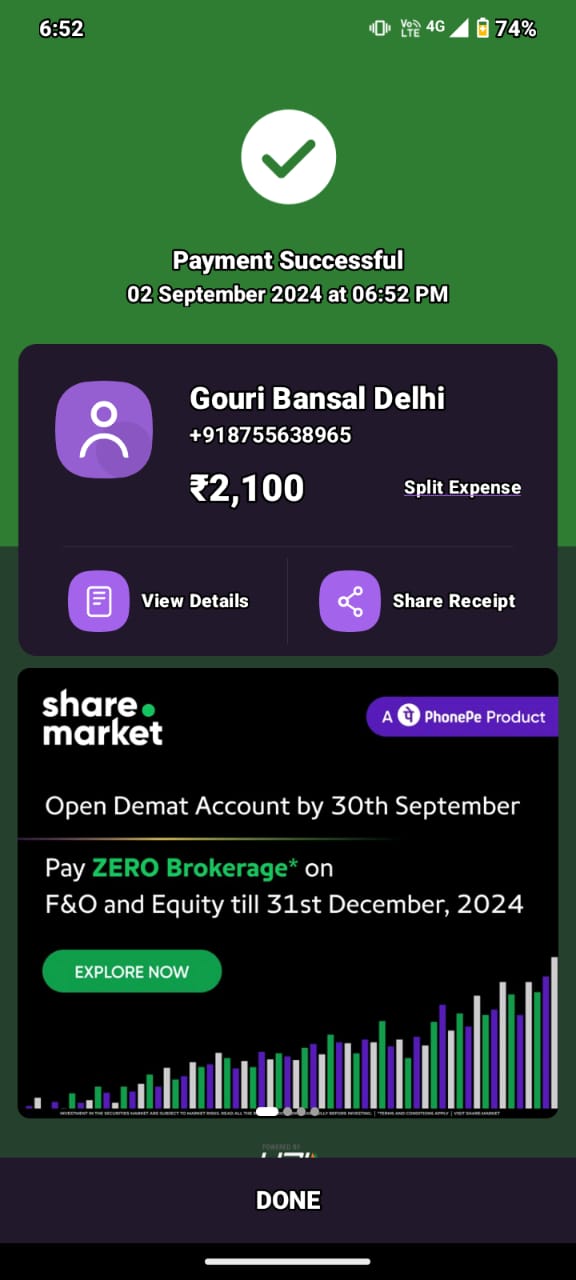 6:52
Vo))
LTE
4G
74%
Payment Successful
02 September 2024 at 06:52 PM
Gouri Bansal Delhi
+918755638965
₹2,100
Split Expense
View Details
Share Receipt
share.
market
A पे PhonePe Product
Open Demat Account by 30th September
Pay ZERO Brokerage* on
F&O and Equity till 31st December, 2024
EXPLORE NOW
INVESTMENT IN THE SECURITIES MARKET ARE SUBJECT TO MARKET RISKS. READ ALL THE
LLY BEFORE INVESTING. | *TERMS AND CONDITIONS APPLY | VISIT SHARE.MARKET
POWERED BY
DONE